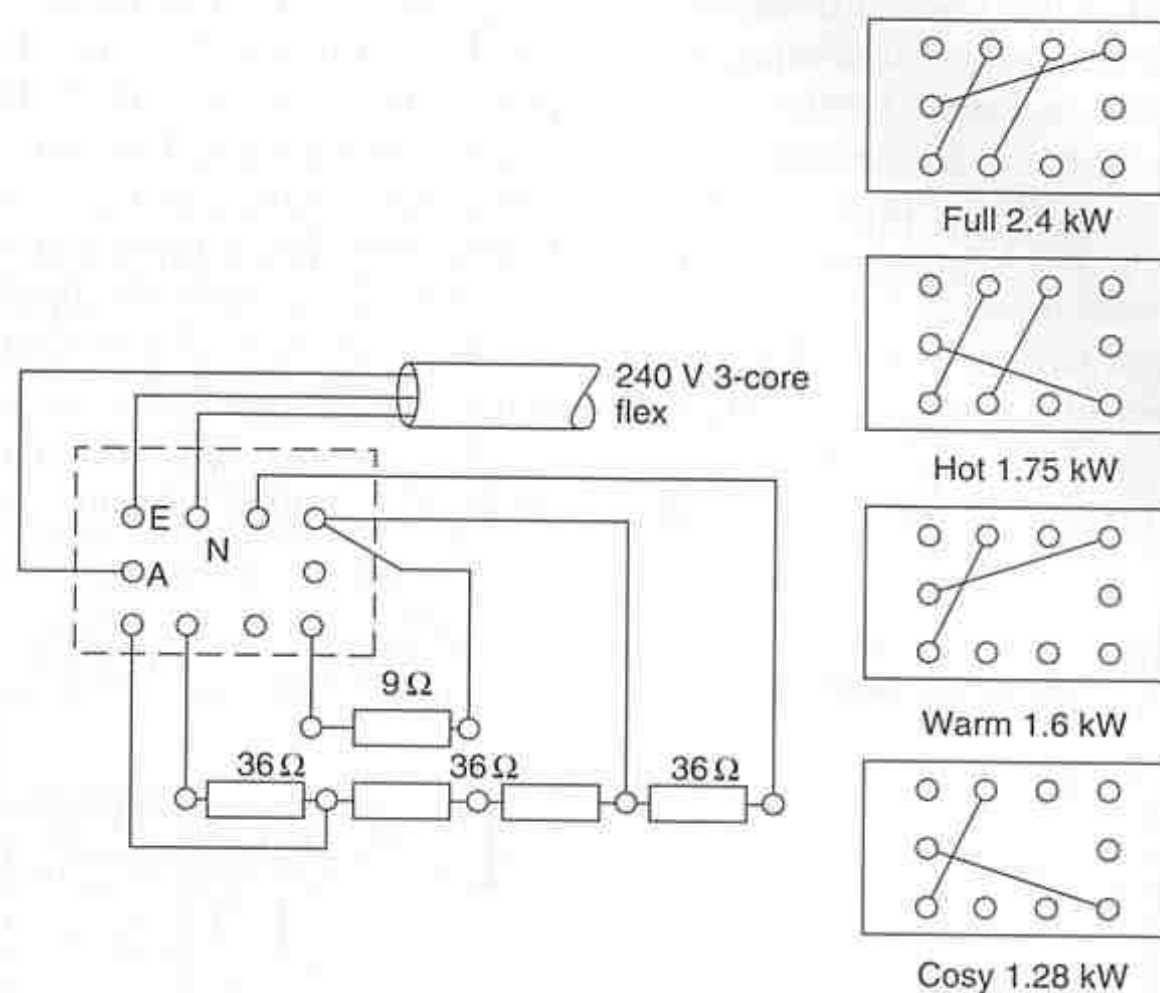 Full 2.4 kW
Hot 1.75 kW
Warm 1.6 kW
Cosy 1.28 kW
240 V 3-core
flex
E
N
A
9 Ω
36 Ω
36 Ω
36 Ω